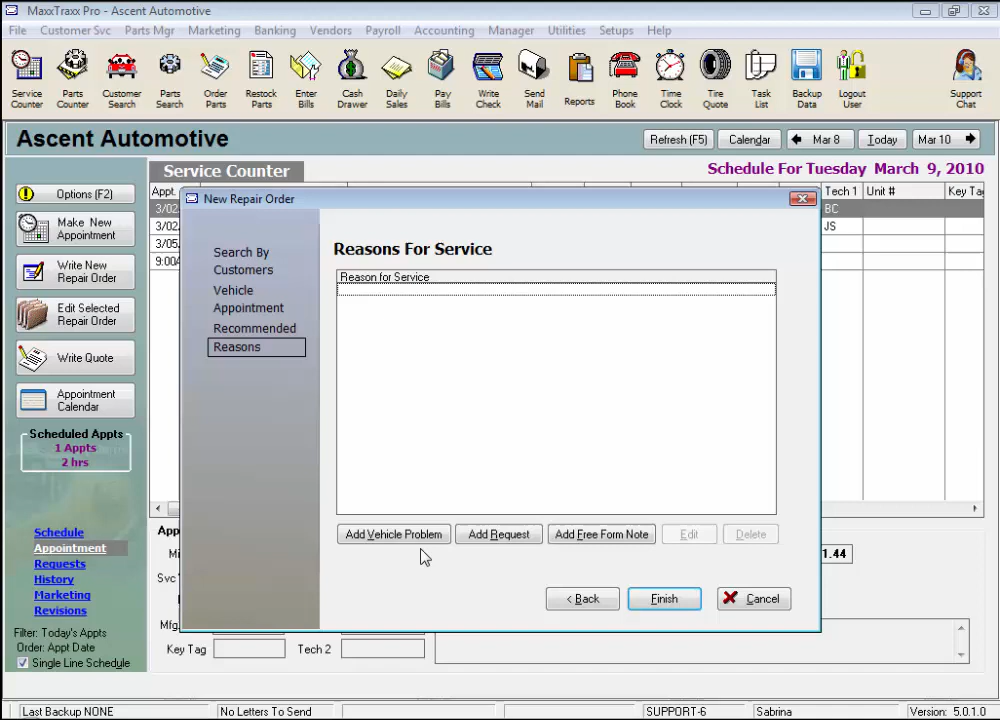 MaxxTraxx Pro - Ascent Automotive
File Customer Svc Parts Mgr Marketing Banking Vendors Payroll Accounting Manager Utilities Setups Help
Service Counter
Parts Counter
Customer Search
Parts Search
Order Parts
Restock Parts
Enter Bills
Cash Drawer
Daily Sales
Pay Bills
Write Check
Send Mail
Reports
Phone Book
Time Clock
Tire Quote
Task List
Backup Data
Logout User
Support Chat
Ascent Automotive
Refresh (F5) Calendar Mar 8 Today Mar 10
Service Counter
Schedule For Tuesday March 9, 2010
Options (F2)
Make New Appointment
Write New Repair Order
Edit Selected Repair Order
Write Quote
Appointment Calendar
Scheduled Appts
1 Appts
2 hrs
Schedule
Appointment
Requests
History
Marketing
Revisions
Filter: Today's Appts
Order: Appt Date
Single Line Schedule
Appt. Tech 1 Unit # Key Tag
3/02 BC
3/02 JS
3/05
9:00A
New Repair Order
Search By
Customers
Vehicle
Appointment
Recommended
Reasons
Reasons For Service
Reason for Service
Add Vehicle Problem Add Request Add Free Form Note Edit Delete
< Back Finish Cancel
App
Mi
Svc
Mfg.
1.44
Key Tag Tech 2
Last Backup NONE No Letters To Send SUPPORT-6 Sabrina Version: 5.0.1.0